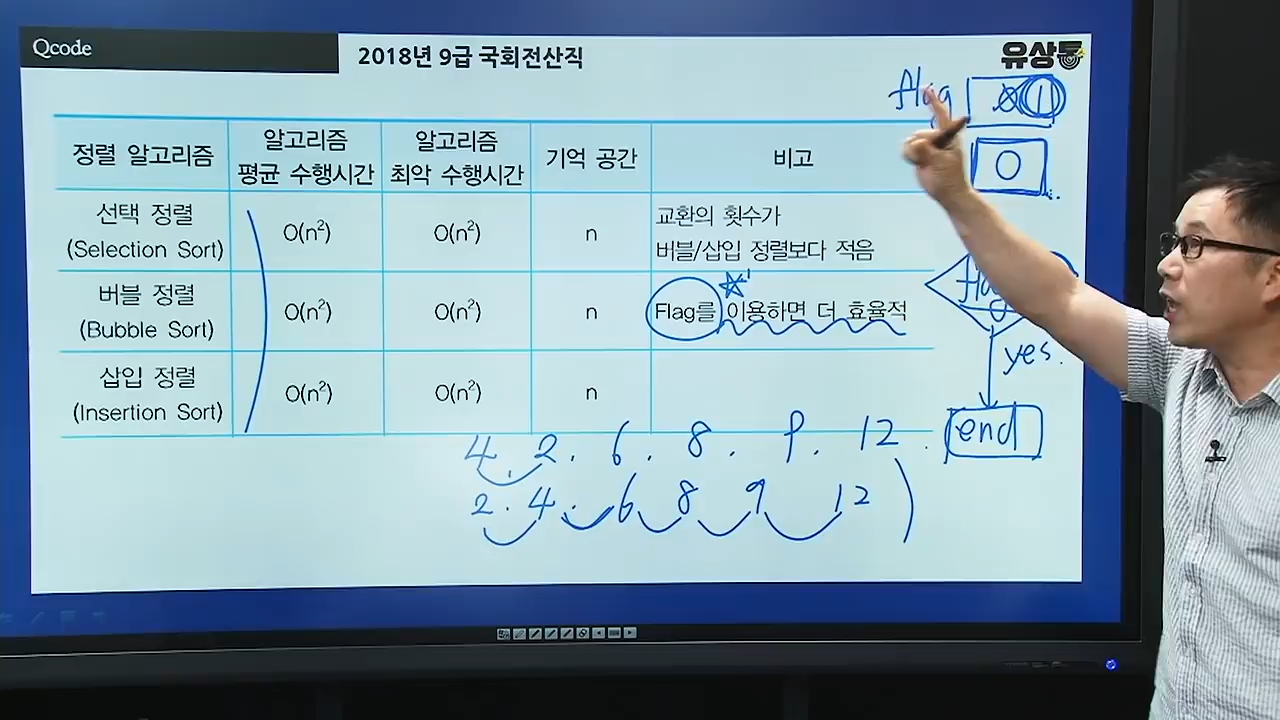 Qcode
2018년 9급 국회전산직
유상통
flag 0 1
0
정렬 알고리즘
알고리즘
평균 수행시간
알고리즘
최악 수행시간
기억 공간
비고
선택 정렬
(Selection Sort)
O(n²)
O(n²)
n
교환의 횟수가
버블/삽입 정렬보다 적음
버블 정렬
(Bubble Sort)
O(n²)
O(n²)
n
Flag를 이용하면 더 효율적
삽입 정렬
(Insertion Sort)
O(n²)
O(n²)
n
yes.
end
4. 2. 6. 8. 9. 12.
2. 4. 6 8 9 12